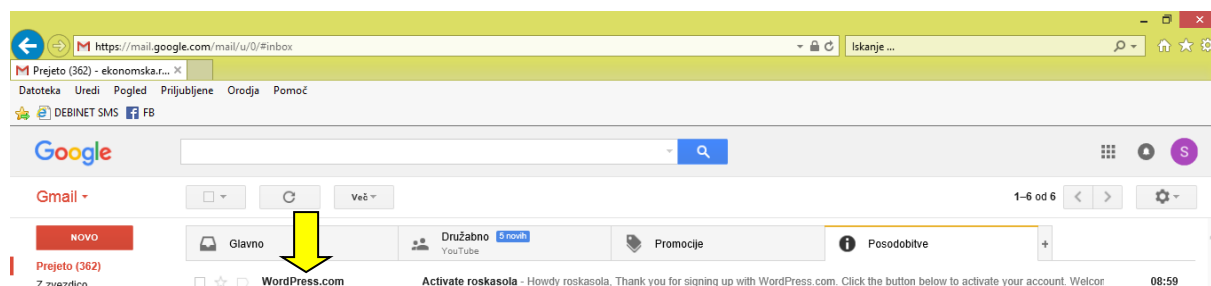 https://mail.google.com/mail/u/0/#inbox
Iskanje ...
Prejeto (362) - ekonomska.r...
Datoteka Uredi Pogled Priljubljene Orodja Pomoč
DEBINET SMS FB
Google
S
Gmail
Več
1–6 od 6
NOVO
Glavno
Družabno 5 novih
YouTube
Promocije
Posodobitve
+
Prejeto (362)
WordPress.com Activate roskasola - Howdy roskasola, Thank you for signing up with WordPress.com. Click the button below to activate your account. Welcor 08:59
Z zvezdico